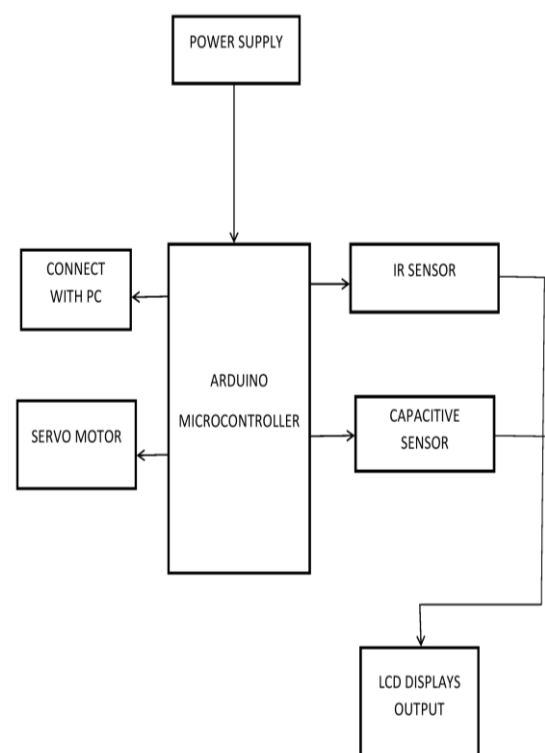 POWER SUPPLY
CONNECT
WITH PC
IR SENSOR
ARDUINO
MICROCONTROLLER
SERVO MOTOR
CAPACITIVE
SENSOR
LCD DISPLAYS
OUTPUT